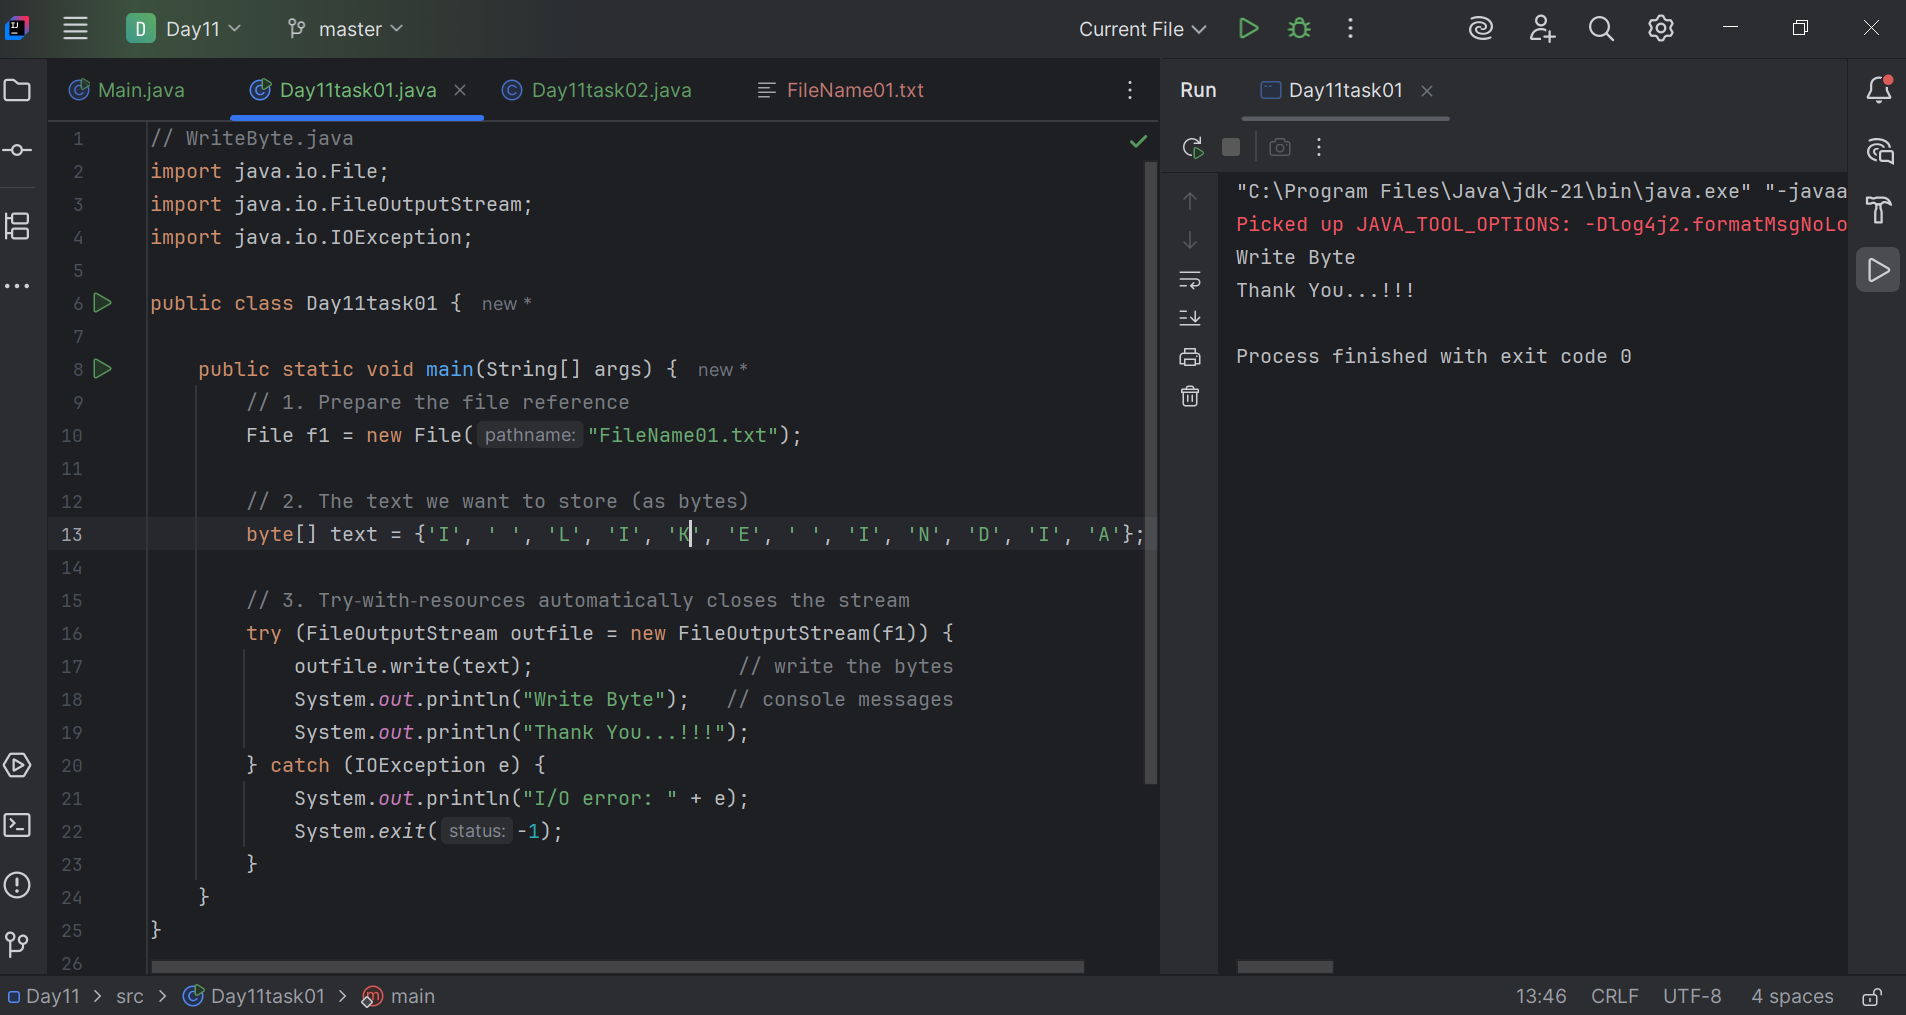 D Day11 master Current File
Main.java Day11task01.java Day11task02.java FileName01.txt
1 // WriteByte.java
2 import java.io.File;
3 import java.io.FileOutputStream;
4 import java.io.IOException;
5
6 public class Day11task01 { new *
7
8 public static void main(String[] args) { new *
9 // 1. Prepare the file reference
10 File f1 = new File( pathname: "FileName01.txt");
11
12 // 2. The text we want to store (as bytes)
13 byte[] text = {'I', ' ', 'L', 'I', 'K', 'E', ' ', 'I', 'N', 'D', 'I', 'A'};
14
15 // 3. Try-with-resources automatically closes the stream
16 try (FileOutputStream outfile = new FileOutputStream(f1)) {
17 outfile.write(text); // write the bytes
18 System.out.println("Write Byte"); // console messages
19 System.out.println("Thank You...!!!");
20 } catch (IOException e) {
21 System.out.println("I/O error: " + e);
22 System.exit( status: -1);
23 }
24 }
25 }
26
Run Day11task01
"C:\Program Files\Java\jdk-21\bin\java.exe" "-javaa
Picked up JAVA_TOOL_OPTIONS: -Dlog4j2.formatMsgNoLo
Write Byte
Thank You...!!!
Process finished with exit code 0
Day11 > src > Day11task01 > main 13:46 CRLF UTF-8 4 spaces